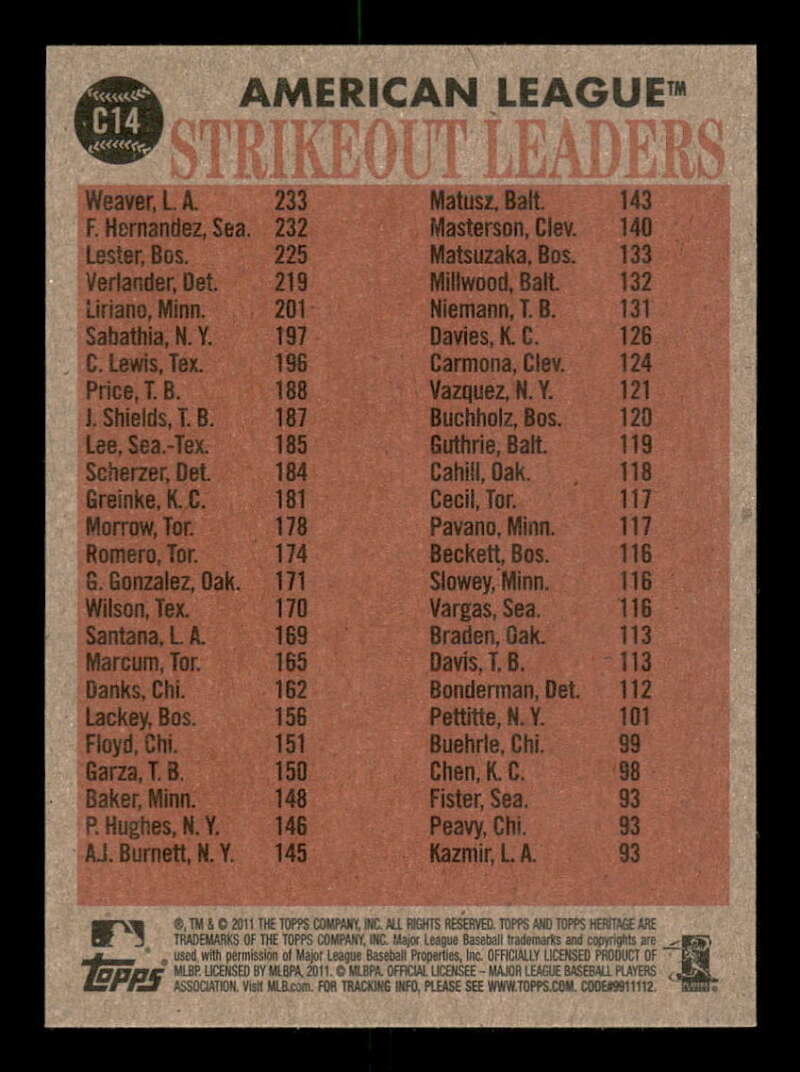 C14
AMERICAN LEAGUE™
STRIKEOUT LEADERS
Weaver, L. A. 233
F. Hernandez, Sea. 232
Lester, Bos. 225
Verlander, Det. 219
Liriano, Minn. 201
Sabathia, N. Y. 197
C. Lewis, Tex. 196
Price, T. B. 188
J. Shields, T. B. 187
Lee, Sea.-Tex. 185
Scherzer, Det. 184
Greinke, K. C. 181
Morrow, Tor. 178
Romero, Tor. 174
G. Gonzalez, Oak. 171
Wilson, Tex. 170
Santana, L. A. 169
Marcum, Tor. 165
Danks, Chi. 162
Lackey, Bos. 156
Floyd, Chi. 151
Garza, T. B. 150
Baker, Minn. 148
P. Hughes, N. Y. 146
A.J. Burnett, N. Y. 145
Matusz, Balt. 143
Masterson, Clev. 140
Matsuzaka, Bos. 133
Millwood, Balt. 132
Niemann, T. B. 131
Davies, K. C. 126
Carmona, Clev. 124
Vazquez, N. Y. 121
Buchholz, Bos. 120
Guthrie, Balt. 119
Cahill, Oak. 118
Cecil, Tor. 117
Pavano, Minn. 117
Beckett, Bos. 116
Slowey, Minn. 116
Vargas, Sea. 116
Braden, Oak. 113
Davis, T. B. 113
Bonderman, Det. 112
Pettitte, N. Y. 101
Buehrle, Chi. 99
Chen, K. C. 98
Fister, Sea. 93
Peavy, Chi. 93
Kazmir, L. A. 93
Topps®
®, TM & © 2011 THE TOPPS COMPANY, INC. ALL RIGHTS RESERVED. TOPPS AND TOPPS HERITAGE ARE
TRADEMARKS OF THE TOPPS COMPANY, INC. Major League Baseball trademarks and copyrights are
used with permission of Major League Baseball Properties, Inc. OFFICIALLY LICENSED PRODUCT OF
MLBP. LICENSED BY MLBPA, 2011. © MLBPA. OFFICIAL LICENSEE – MAJOR LEAGUE BASEBALL PLAYERS
ASSOCIATION. Visit MLB.com. FOR TRACKING INFO, PLEASE SEE WWW.TOPPS.COM. CODE#9911112.